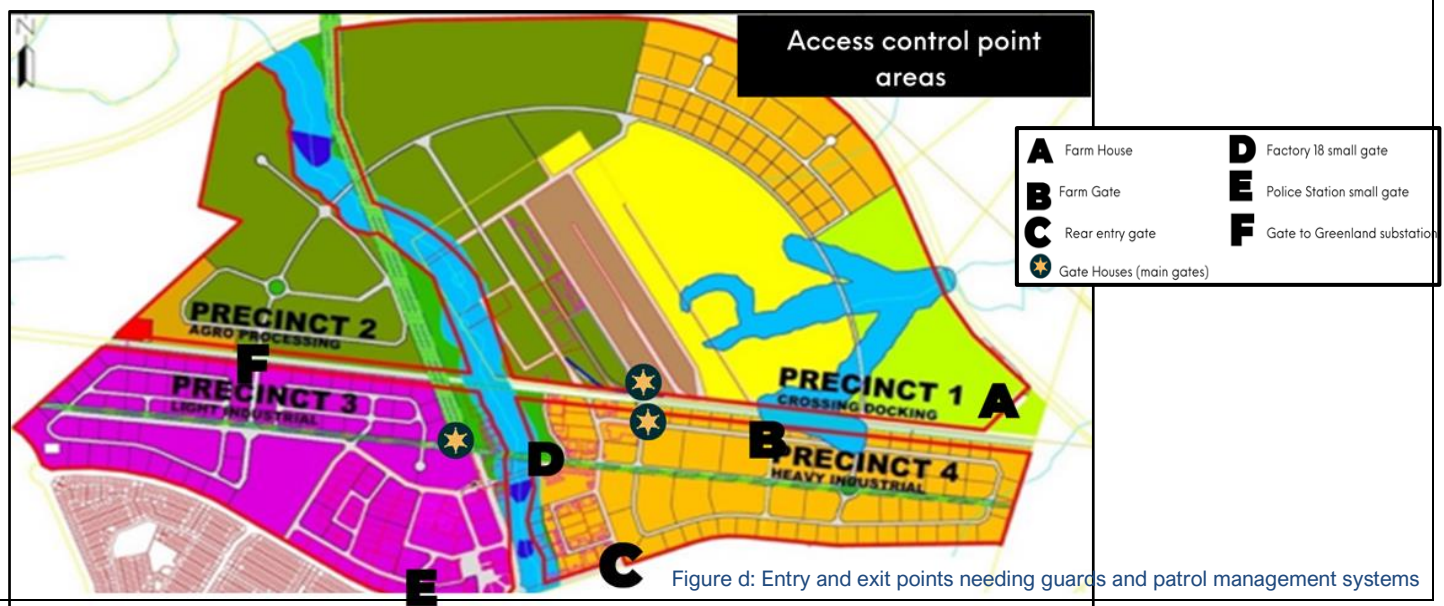 N
Access control point
areas
A Farm House
D Factory 18 small gate
B Farm Gate
E Police Station small gate
C Rear entry gate
F Gate to Greenland substation
Gate Houses (main gates)
PRECINCT 2
AGRO PROCESSING
F
PRECINCT 3
LIGHT INDUSTRIAL
PRECINCT 1
CROSSING DOCKING
A
B
D
PRECINCT 4
HEAVY INDUSTRIAL
C
E
Figure d: Entry and exit points needing guards and patrol management systems